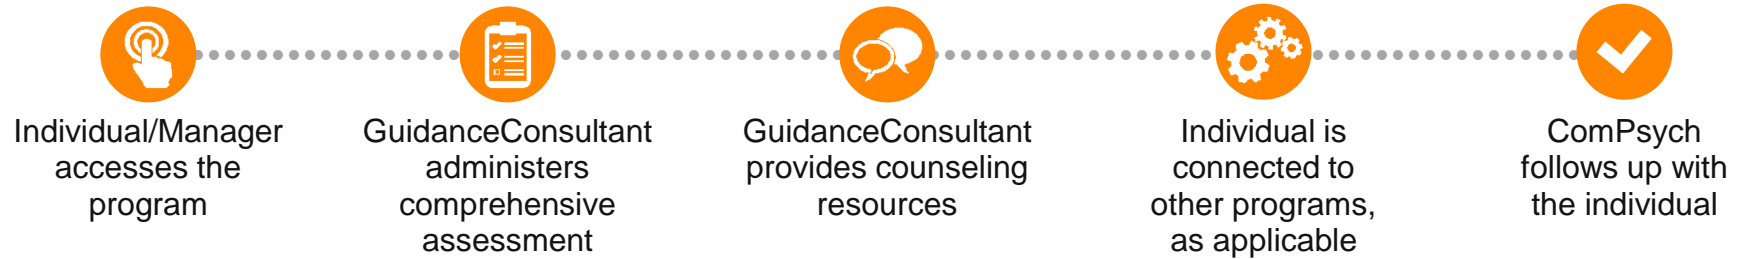 Individual/Manager
accesses the
program
GuidanceConsultant
administers
comprehensive
assessment
GuidanceConsultant
provides counseling
resources
Individual is
connected to
other programs,
as applicable
ComPsych
follows up with
the individual